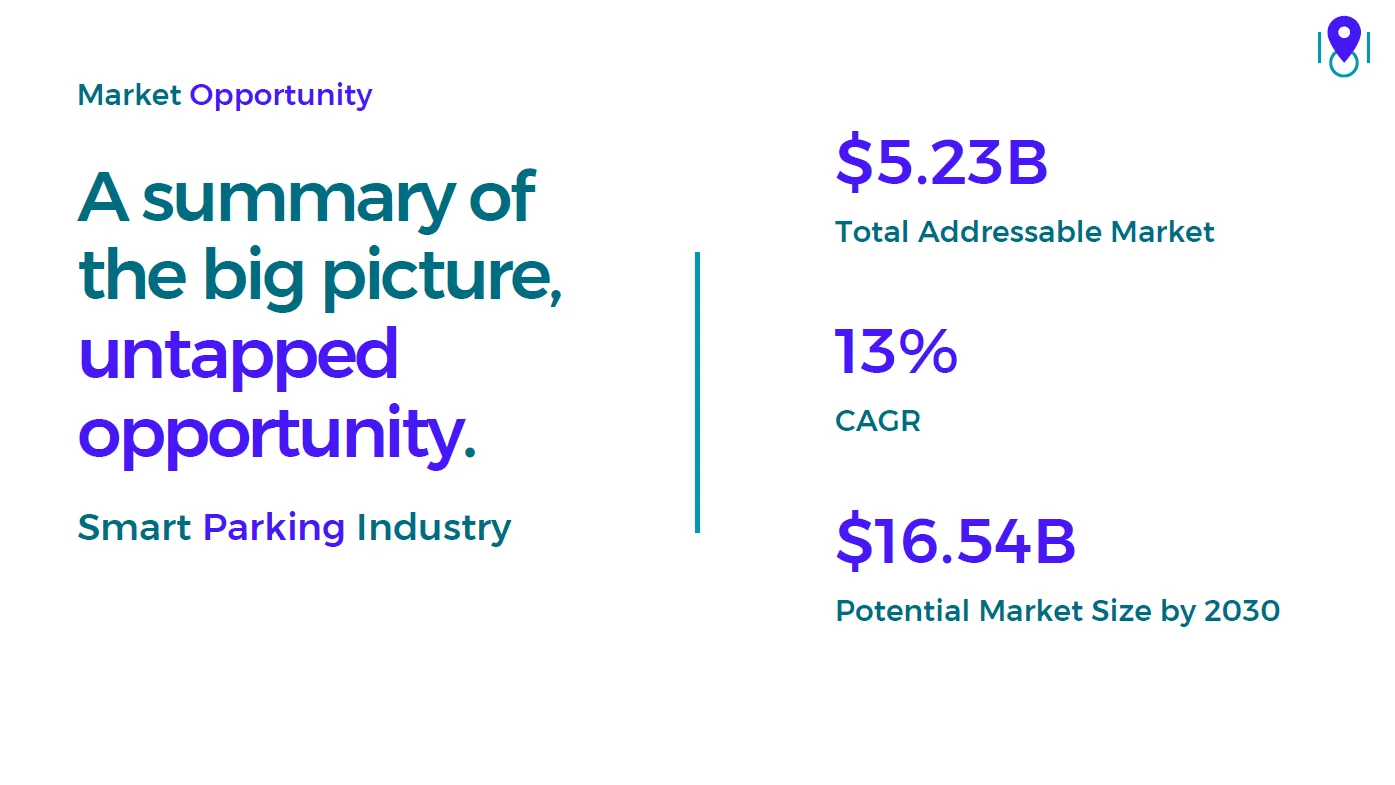 Market Opportunity
A summary of
the big picture,
untapped
opportunity.
Smart Parking Industry
$5.23B
Total Addressable Market
13%
CAGR
$16.54B
Potential Market Size by 2030